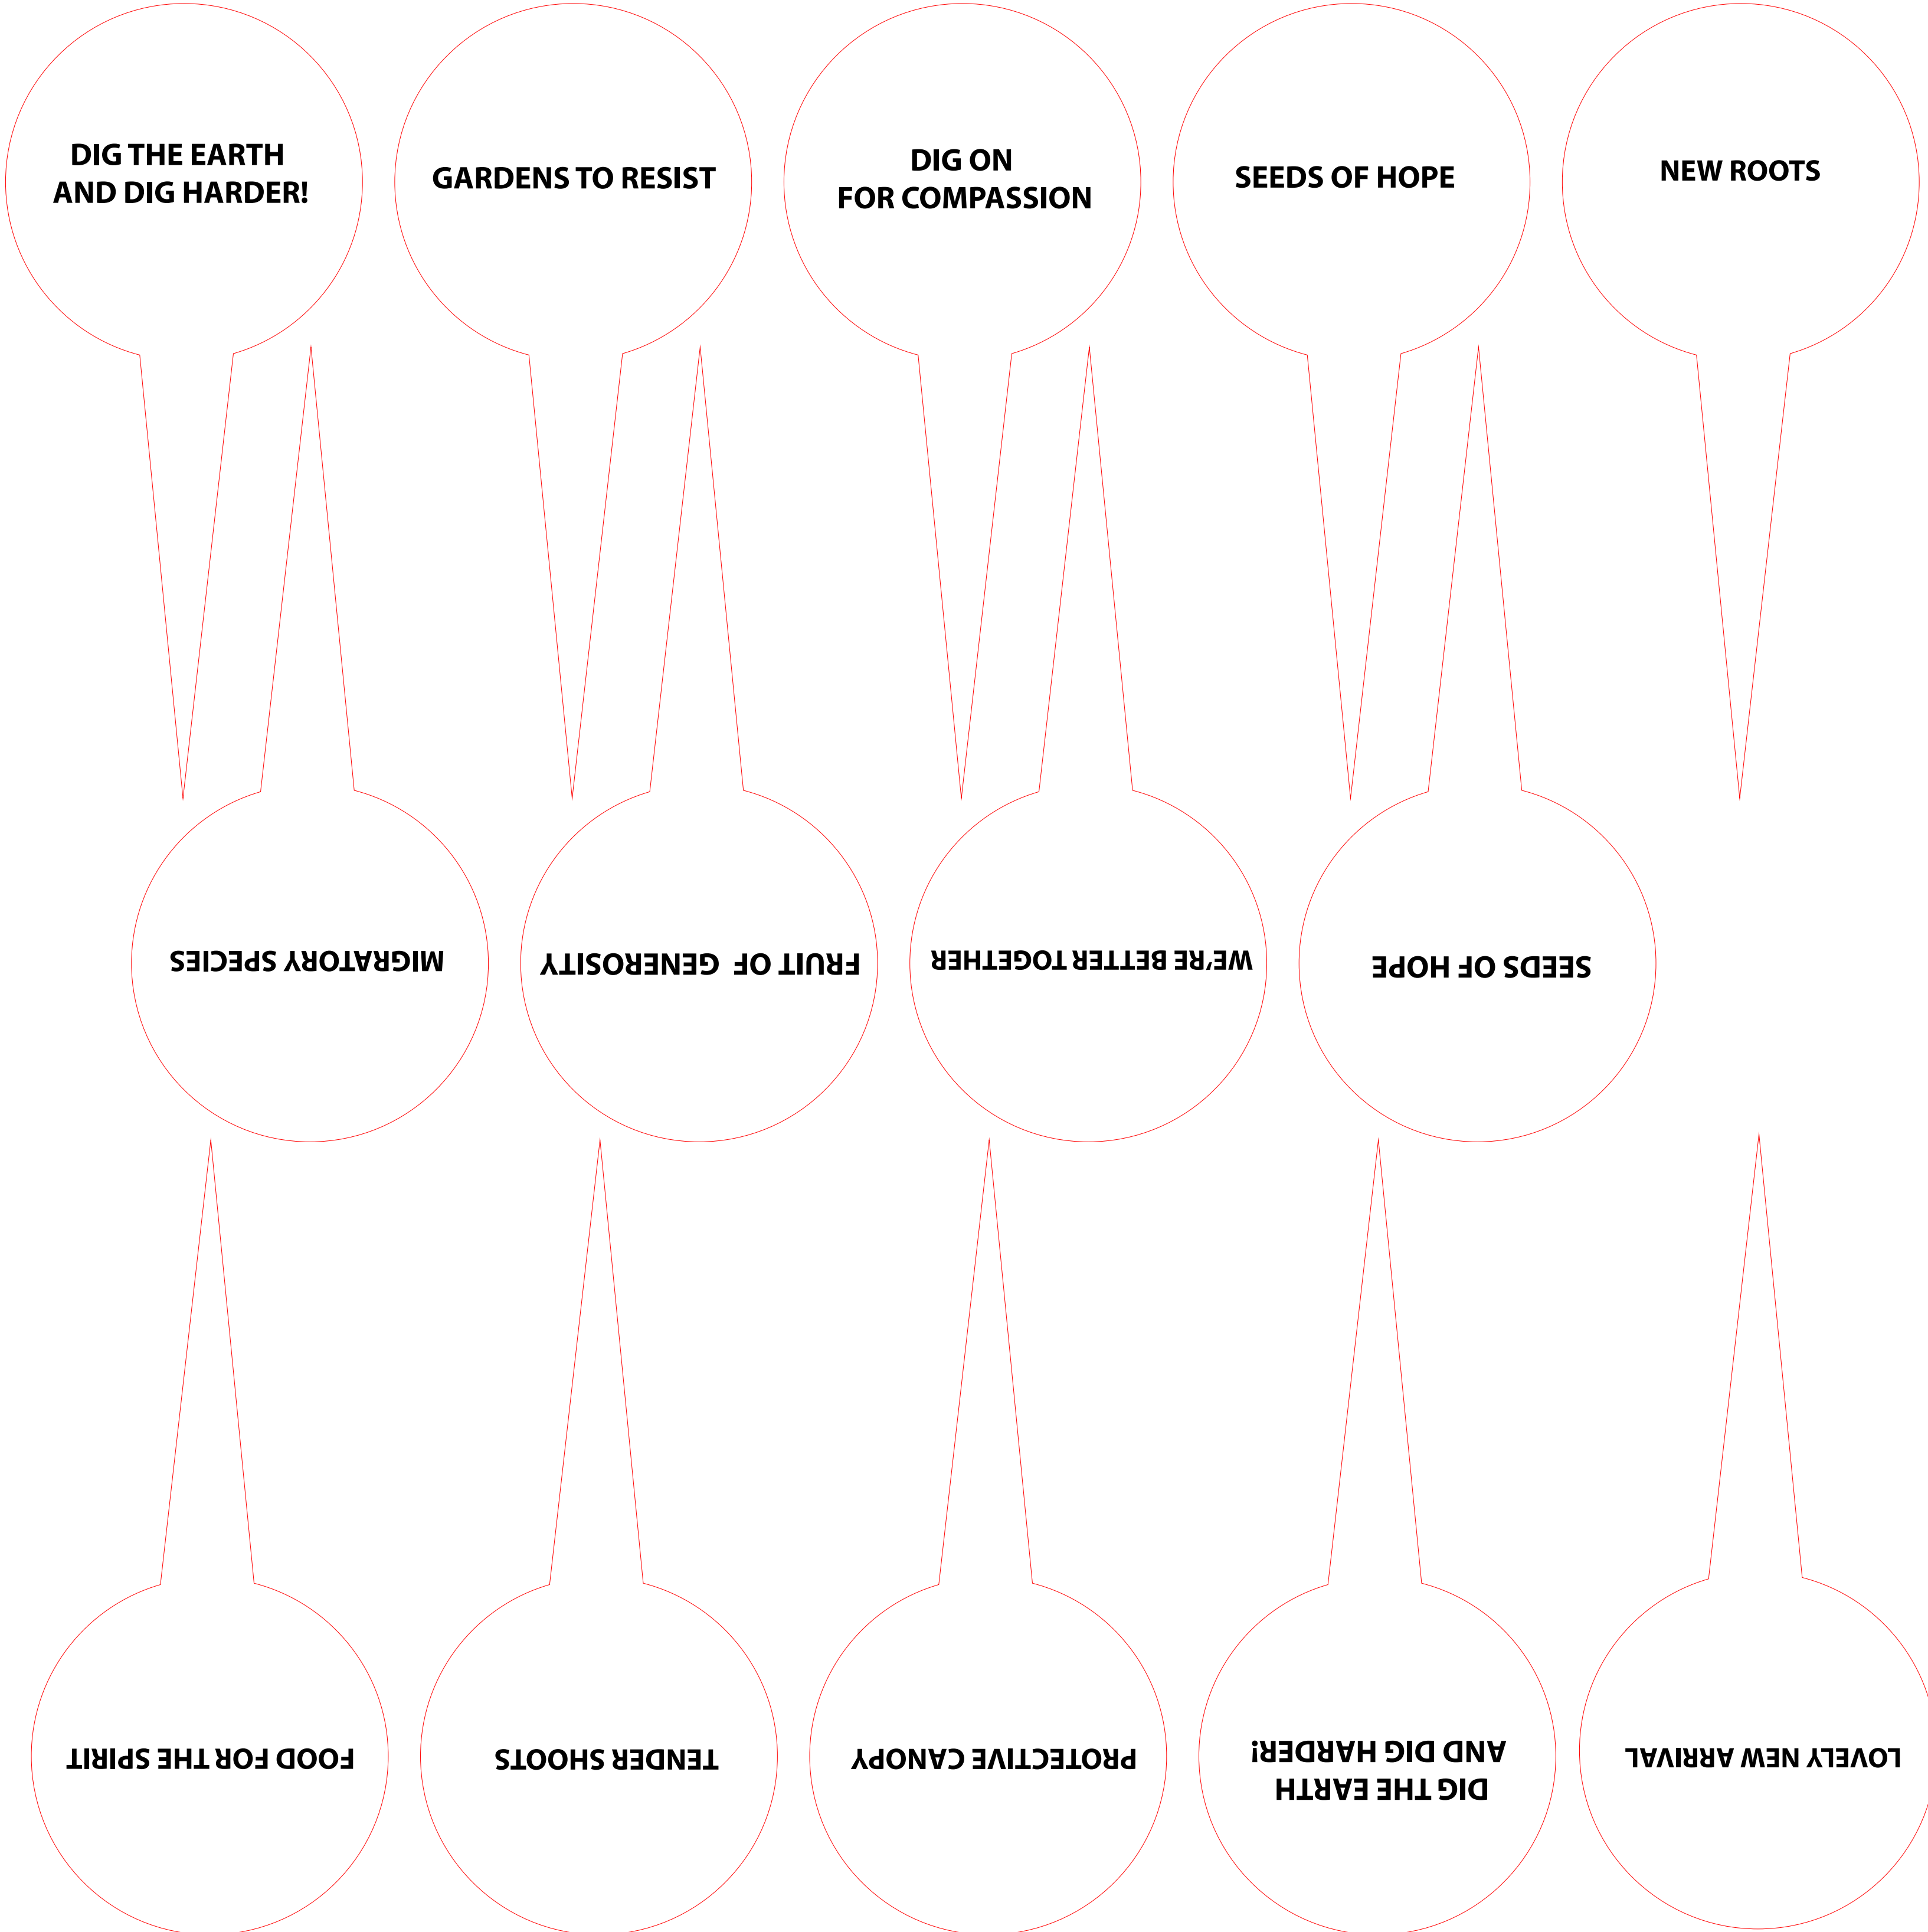 DIG THE EARTH
AND DIG HARDER!
GARDENS TO RESIST
DIG ON
FOR COMPASSION
SEEDS OF HOPE
NEW ROOTS
MIGRATORY SPECIES
FRUIT OF  GENEROSITY
WE'RE BETTER TOGETHER
SEEDS OF HOPE
FOOD FOR THE SPIRIT
TENDER SHOOTS
PROTECTIVE CANOPY
DIG THE EARTH
AND DIG HARDER!
LOVELY NEW ARRIVAL